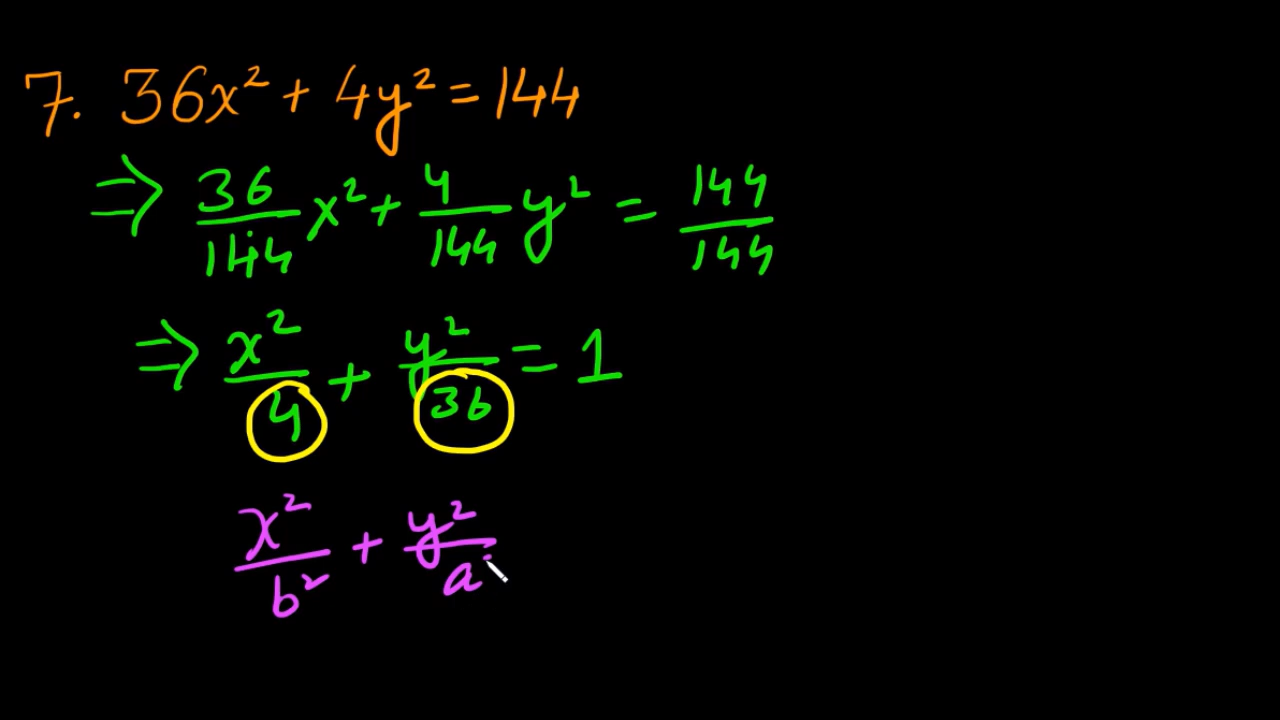 7. 36x² + 4y² = 144
⇒ 36/144 x² + 4/144 y² = 144/144
⇒ x²/4 + y²/36 = 1
x²/b² + y²/a